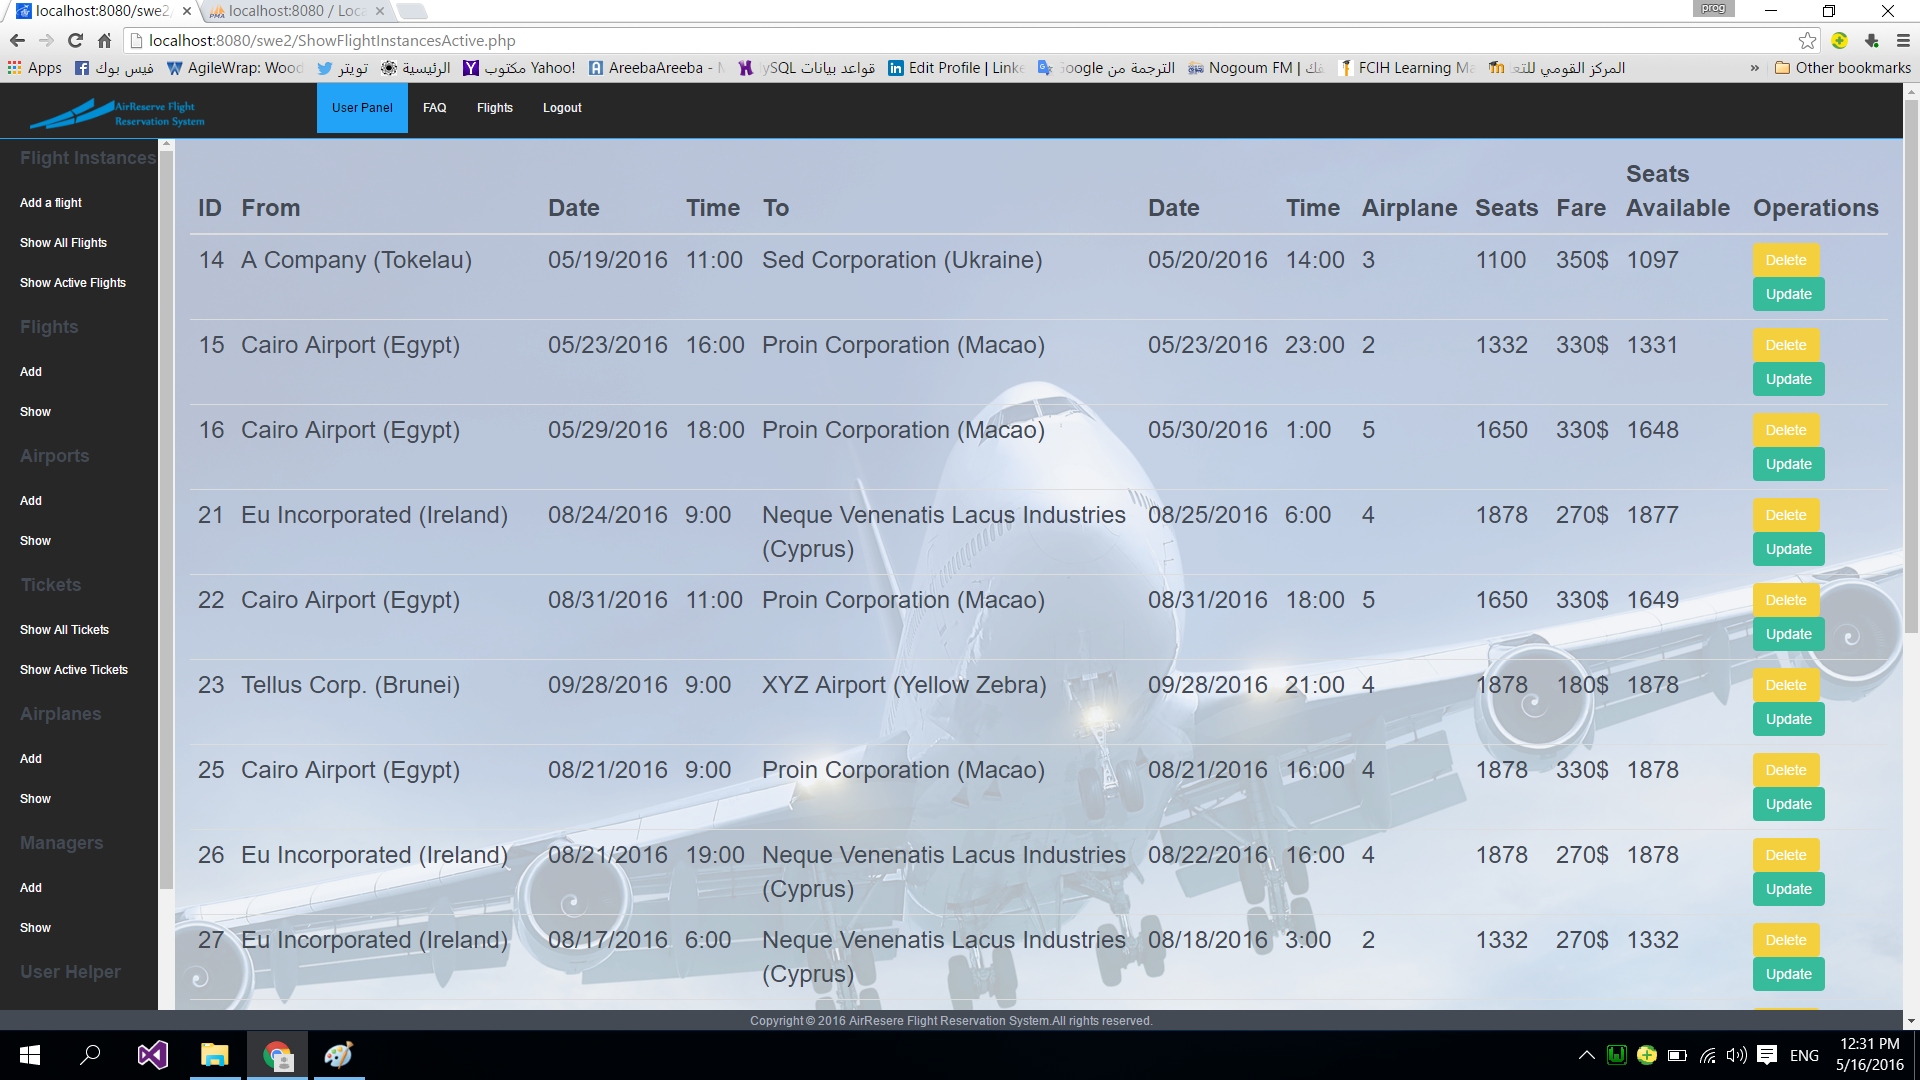 localhost:8080/swe2
localhost:8080 / Loca
prog
localhost:8080/swe2/ShowFlightInstancesActive.php
Apps
فيس بوك
AgileWrap: Wood
تويتر
الرئيسية
Yahoo! مكتوب
AreebaAreeba -
قواعد بيانات
Edit Profile | Linke
الترجمة من Google
Nogoum FM |
FCIH Learning Ma
المركز القومي للتعا
» Other bookmarks
AirReserve Flight
Reservation System
User Panel FAQ Flights Logout
Flight Instances
Add a flight
Show All Flights
Show Active Flights
Flights
Add
Show
Airports
Add
Show
Tickets
Show All Tickets
Show Active Tickets
Airplanes
Add
Show
Managers
Add
Show
User Helper
ID From Date Time To Date Time Airplane Seats Fare Seats Available Operations
14 A Company (Tokelau) 05/19/2016 11:00 Sed Corporation (Ukraine) 05/20/2016 14:00 3 1100 350$ 1097 Delete
Update
15 Cairo Airport (Egypt) 05/23/2016 16:00 Proin Corporation (Macao) 05/23/2016 23:00 2 1332 330$ 1331 Delete
Update
16 Cairo Airport (Egypt) 05/29/2016 18:00 Proin Corporation (Macao) 05/30/2016 1:00 5 1650 330$ 1648 Delete
Update
21 Eu Incorporated (Ireland) 08/24/2016 9:00 Neque Venenatis Lacus Industries 08/25/2016 6:00 4 1878 270$ 1877 Delete
(Cyprus) Update
22 Cairo Airport (Egypt) 08/31/2016 11:00 Proin Corporation (Macao) 08/31/2016 18:00 5 1650 330$ 1649 Delete
Update
23 Tellus Corp. (Brunei) 09/28/2016 9:00 XYZ Airport (Yellow Zebra) 09/28/2016 21:00 4 1878 180$ 1878 Delete
Update
25 Cairo Airport (Egypt) 08/21/2016 9:00 Proin Corporation (Macao) 08/21/2016 16:00 4 1878 330$ 1878 Delete
Update
26 Eu Incorporated (Ireland) 08/21/2016 19:00 Neque Venenatis Lacus Industries 08/22/2016 16:00 4 1878 270$ 1878 Delete
(Cyprus) Update
27 Eu Incorporated (Ireland) 08/17/2016 6:00 Neque Venenatis Lacus Industries 08/18/2016 3:00 2 1332 270$ 1332 Delete
(Cyprus) Update
Copyright © 2016 AirResere Flight Reservation System.All rights reserved.
ENG
12:31 PM
5/16/2016